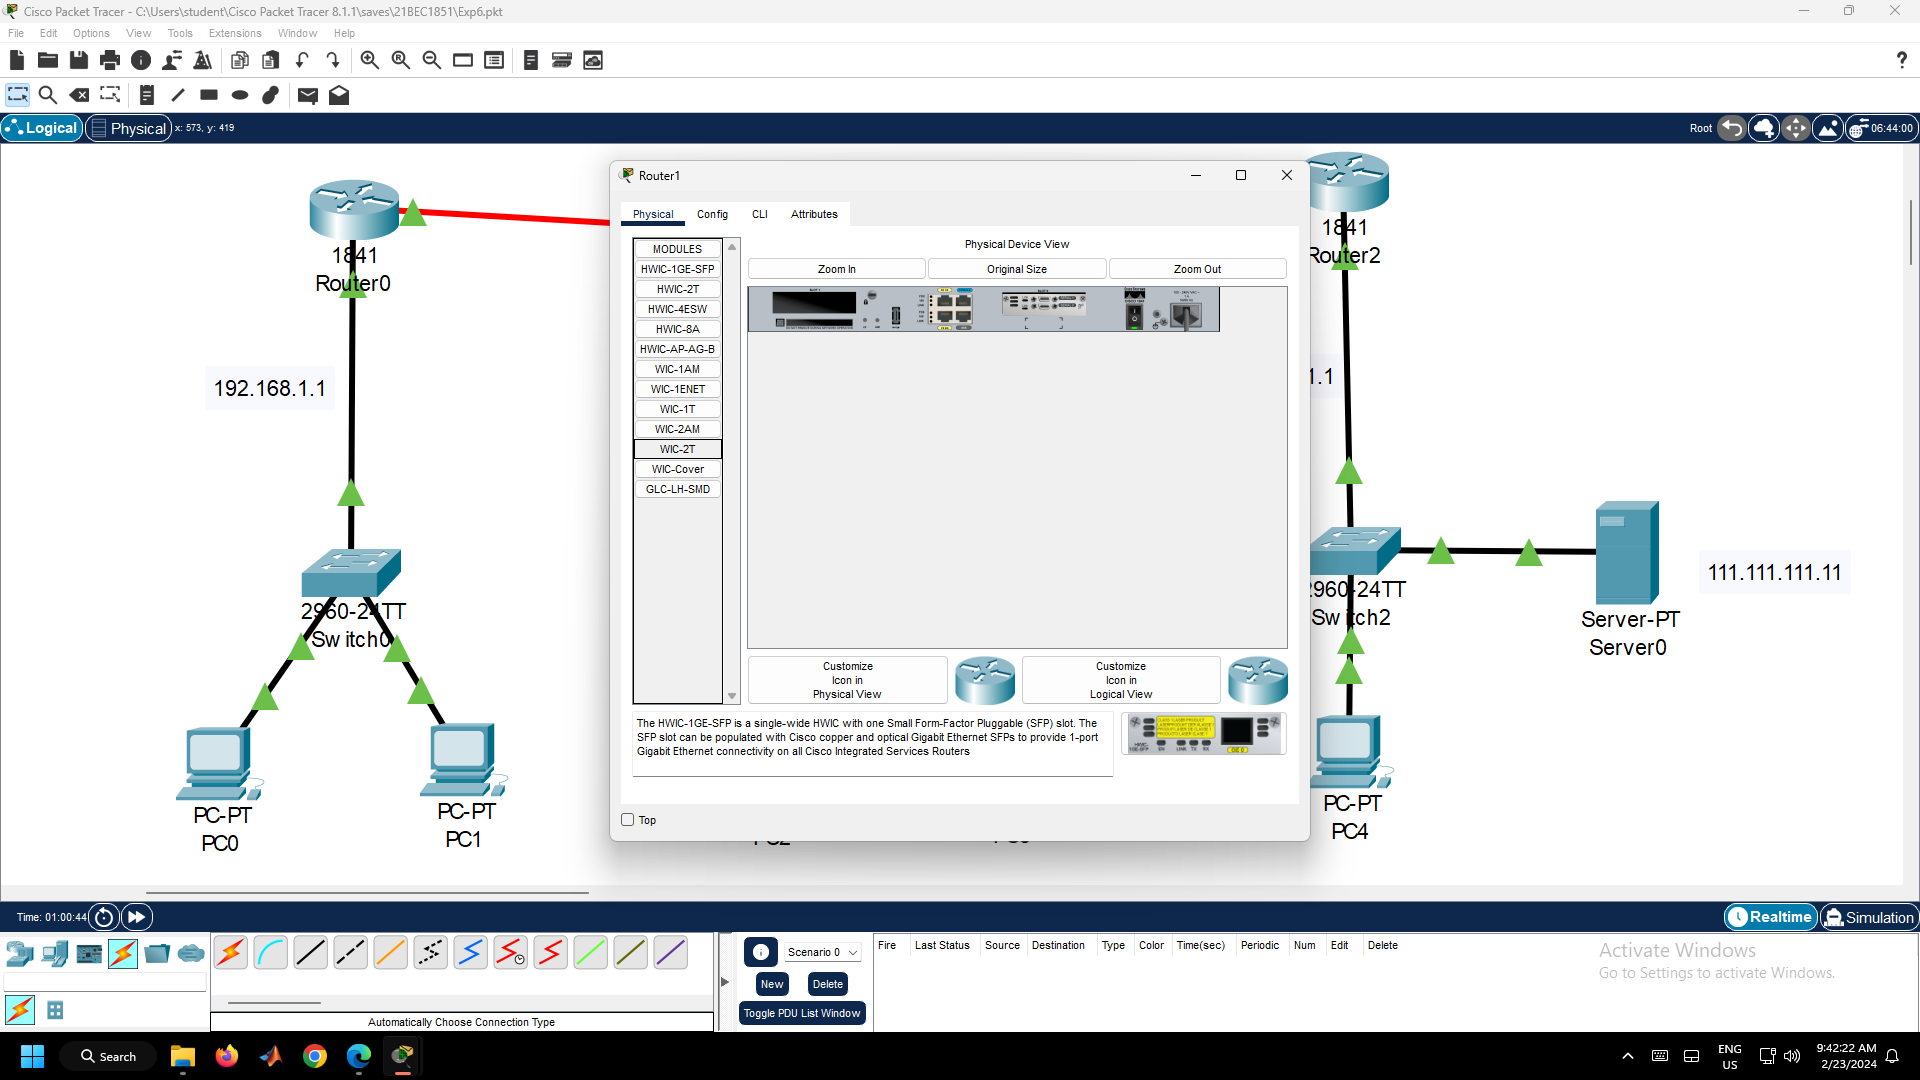 Cisco Packet Tracer - C:\Users\student\Cisco Packet Tracer 8.1.1\saves\21BEC1851\Exp6.pkt
File Edit Options View Tools Extensions Window Help
Logical Physical x: 573, y: 419
Root 06:44:00
Router1
Physical Config CLI Attributes
MODULES
HWIC-1GE-SFP
HWIC-2T
HWIC-4ESW
HWIC-8A
HWIC-AP-AG-B
WIC-1AM
WIC-1ENET
WIC-1T
WIC-2AM
WIC-2T
WIC-Cover
GLC-LH-SMD
Physical Device View
Zoom In Original Size Zoom Out
Customize
Icon in
Physical View
Customize
Icon in
Logical View
The HWIC-1GE-SFP is a single-wide HWIC with one Small Form-Factor Pluggable (SFP) slot. The
SFP slot can be populated with Cisco copper and optical Gigabit Ethernet SFPs to provide 1-port
Gigabit Ethernet connectivity on all Cisco Integrated Services Routers
Top
1841
Router0
192.168.1.1
2960-24TT
Switch0
PC-PT
PC0
PC-PT
PC1
1841
Router2
1.1
2960-24TT
Switch2
Server-PT
Server0
111.111.111.11
PC-PT
PC4
Time: 01:00:44
Realtime Simulation
Automatically Choose Connection Type
Scenario 0
New Delete
Toggle PDU List Window
Fire Last Status Source Destination Type Color Time(sec) Periodic Num Edit Delete
Activate Windows
Go to Settings to activate Windows.
Search
ENG
US
9:42:22 AM
2/23/2024